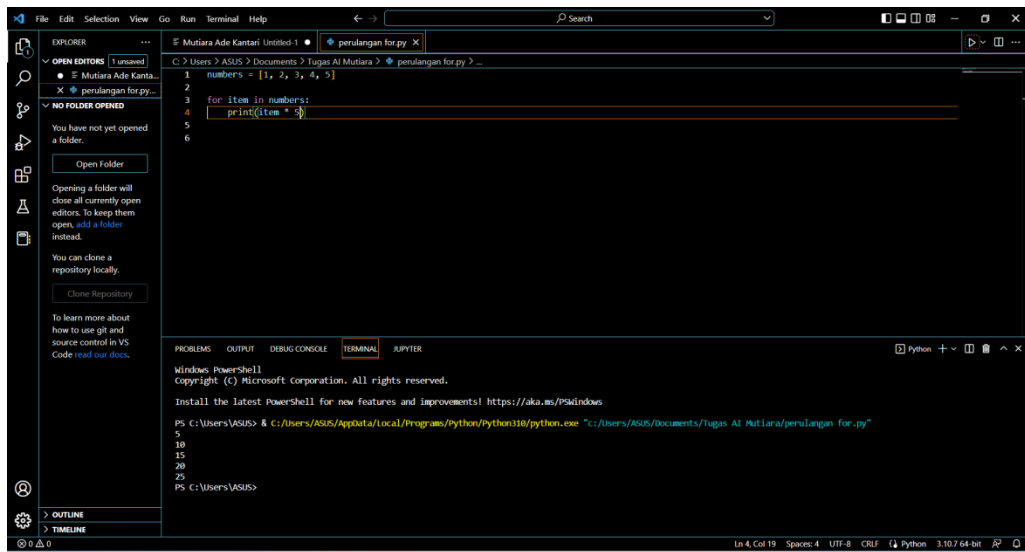 File Edit Selection View Go Run Terminal Help
Search
EXPLORER
OPEN EDITORS 1 unsaved
Mutiara Ade Kanta...
perulangan for.py...
NO FOLDER OPENED
You have not yet opened
a folder.
Open Folder
Opening a folder will
close all currently open
editors. To keep them
open, add a folder
instead.
You can clone a
repository locally.
Clone Repository
To learn more about
how to use git and
source control in VS
Code read our docs.
OUTLINE
TIMELINE
Mutiara Ade Kantari Untitled-1 perulangan for.py
C: > Users > ASUS > Documents > Tugas AI Mutiara > perulangan for.py > ...
1 numbers = [1, 2, 3, 4, 5]
2
3 for item in numbers:
4 print(item * 5)
5
6
PROBLEMS OUTPUT DEBUG CONSOLE TERMINAL JUPYTER
Python
Windows PowerShell
Copyright (C) Microsoft Corporation. All rights reserved.
Install the latest PowerShell for new features and improvements! https://aka.ms/PSWindows
PS C:\Users\ASUS> & C:/Users/ASUS/AppData/Local/Programs/Python/Python310/python.exe "c:/Users/ASUS/Documents/Tugas AI Mutiara/perulangan for.py"
5
10
15
20
25
PS C:\Users\ASUS>
0 0
Ln 4, Col 19 Spaces: 4 UTF-8 CRLF Python 3.10.7 64-bit